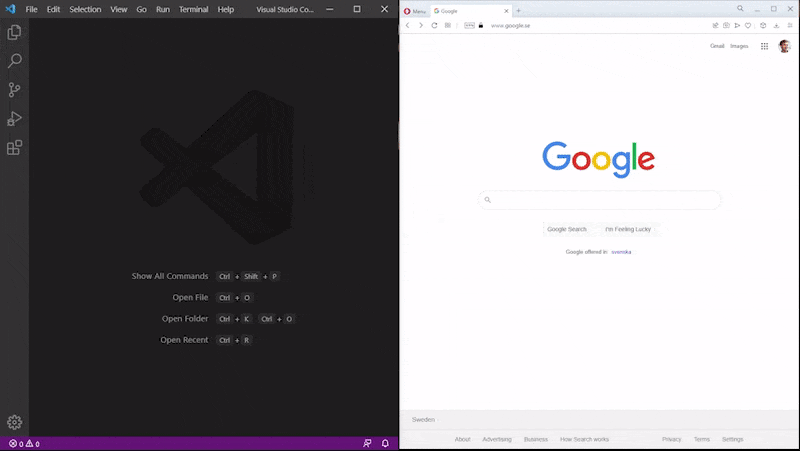 File Edit Selection View Go Run Terminal Help Visual Studio Co...
Show All Commands Ctrl + Shift + P
Open File Ctrl + O
Open Folder Ctrl + K Ctrl + O
Open Recent Ctrl + R
0 0
Menu Google
www.google.se
Gmail Images
Google
Google Search I'm Feeling Lucky
Google offered in: svenska
Sweden
About Advertising Business How Search works Privacy Terms Settings